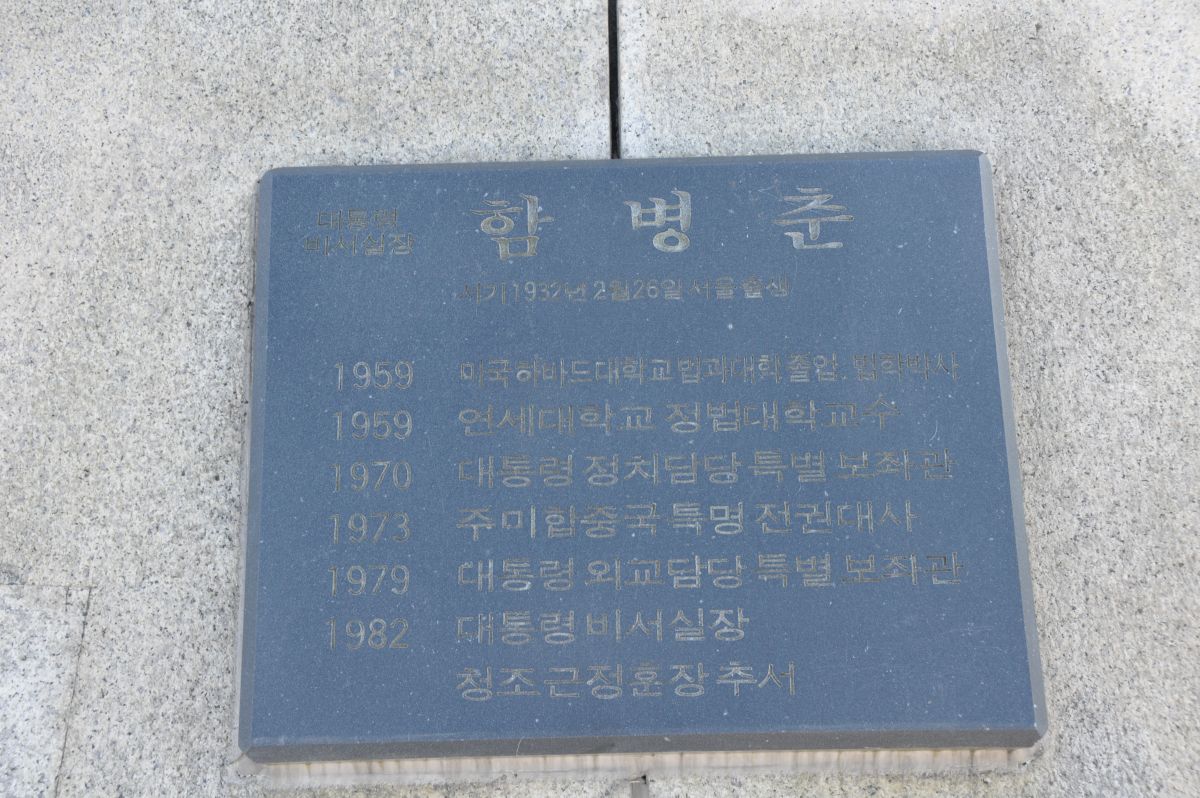 대통령
비서실장
함 병 춘
서기 1932년 2월 26일 서울 출생
1959 미국하바드대학교법과대학 졸업. 법학박사
1959 연세대학교 정법대학교수
1970 대통령 정치담당 특별 보좌관
1973 주 미합중국 특명 전권대사
1979 대통령 외교담당 특별 보좌관
1982 대통령 비서실장
청조근정훈장 추서